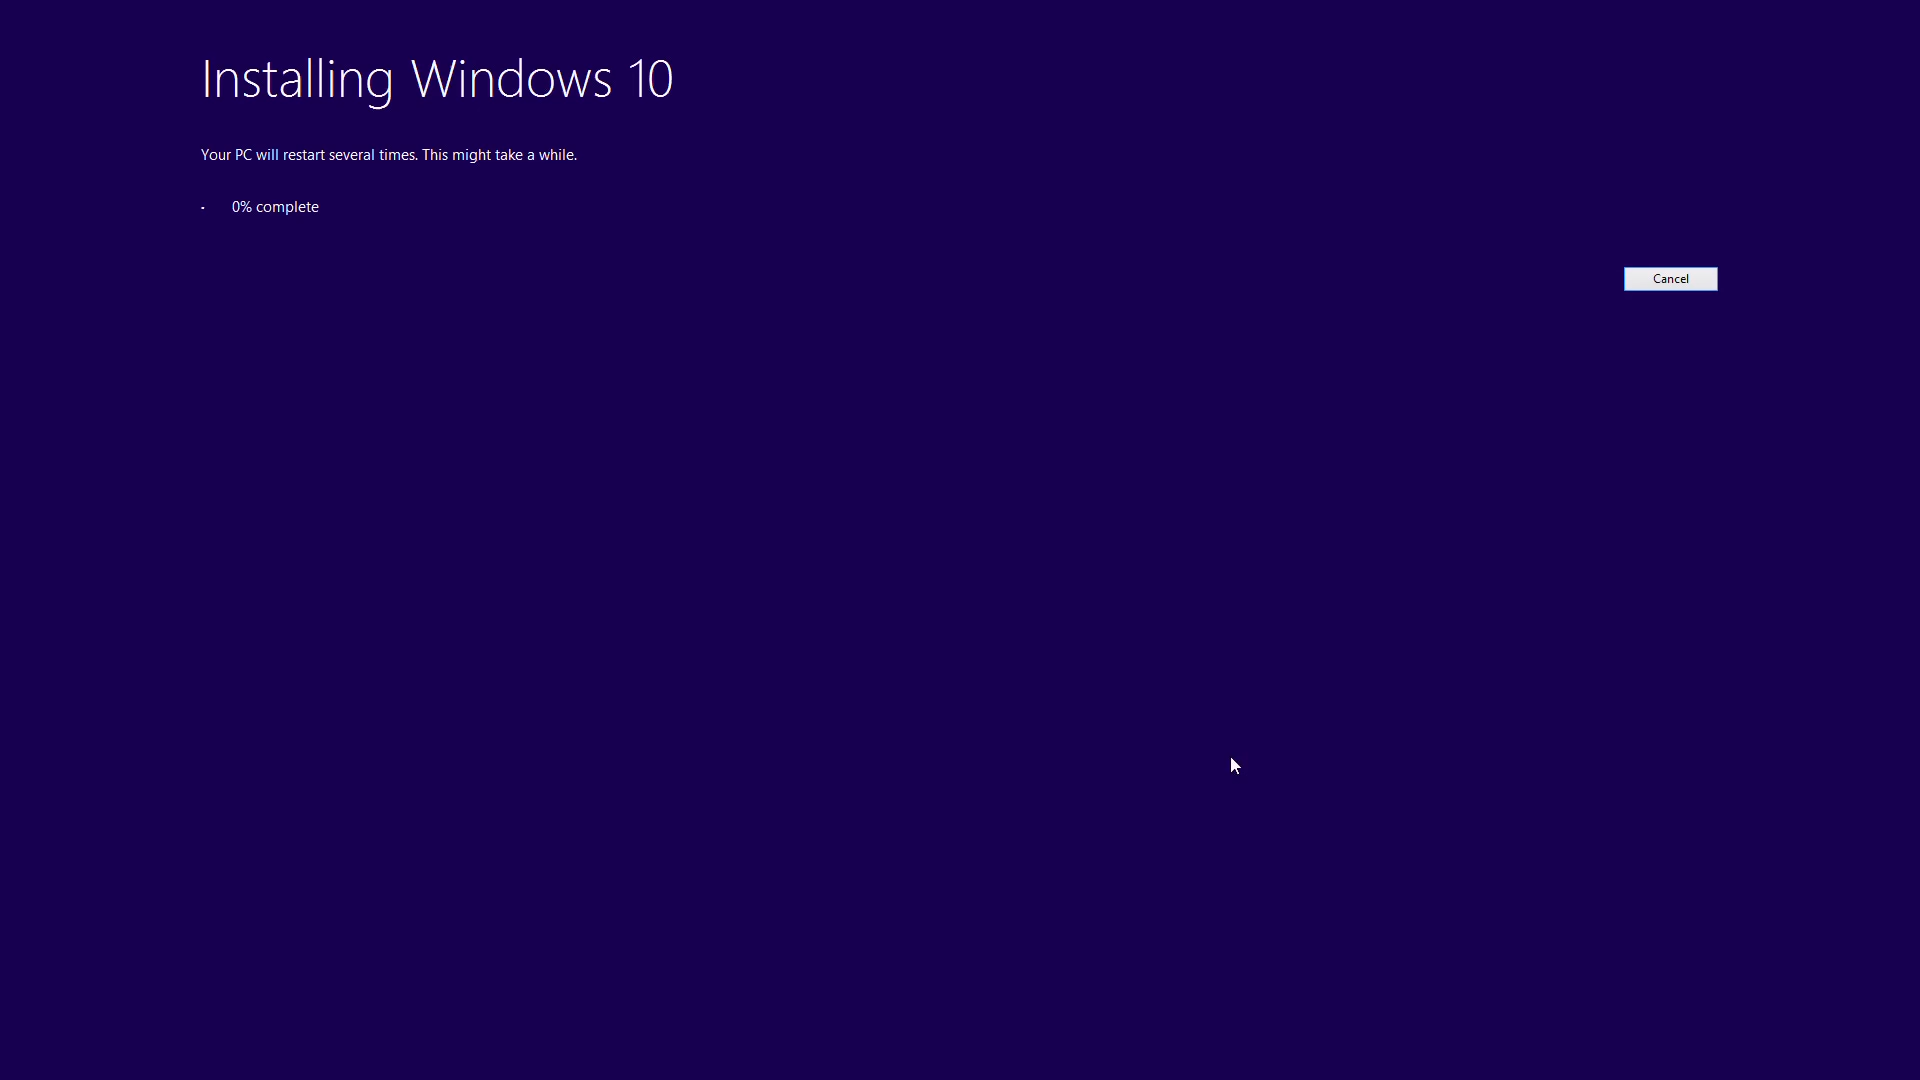 Installing Windows 10
Your PC will restart several times. This might take a while.
0% complete
Cancel